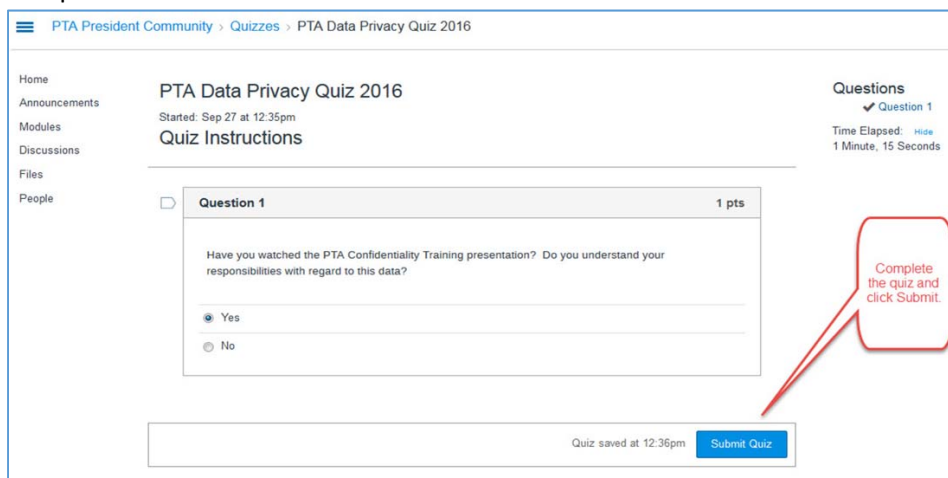 PTA President Community > Quizzes > PTA Data Privacy Quiz 2016
Home
Announcements
Modules
Discussions
Files
People
PTA Data Privacy Quiz 2016
Started: Sep 27 at 12:35pm
Quiz Instructions
Question 1 1 pts
Have you watched the PTA Confidentiality Training presentation? Do you understand your
responsibilities with regard to this data?
Yes
No
Quiz saved at 12:36pm Submit Quiz
Questions
Question 1
Time Elapsed: Hide
1 Minute, 15 Seconds
Complete
the quiz and
click Submit.